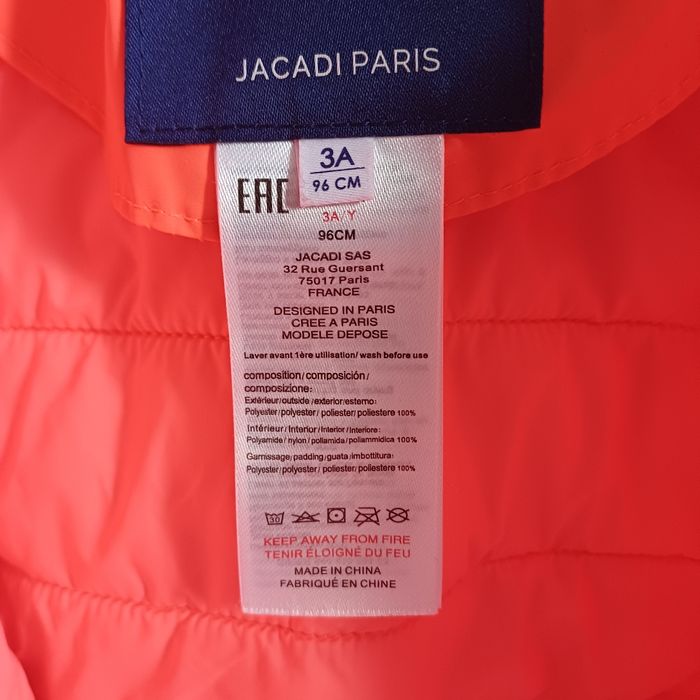 JACADI PARIS
3A
96 CM
EAC
3A/Y
96CM
JACADI SAS
32 Rue Guersant
75017 Paris
FRANCE
DESIGNED IN PARIS
CREE A PARIS
MODELE DEPOSE
Laver avant 1ère utilisation/wash before use
composition/composición/
composizione:
Extérieur/outside/exterior/esterno:
Polyester/polyester/poliester/poliestere 100%
Intérieur/Interior/Interior/Interiore:
Polyamide/nylon/poliamida/poliammidica 100%
Garnissage/padding/guata/imbottitura:
Polyester/polyester/poliester/poliestere 100%
30
KEEP AWAY FROM FIRE
TENIR ÉLOIGNÉ DU FEU
MADE IN CHINA
FABRIQUÉ EN CHINE